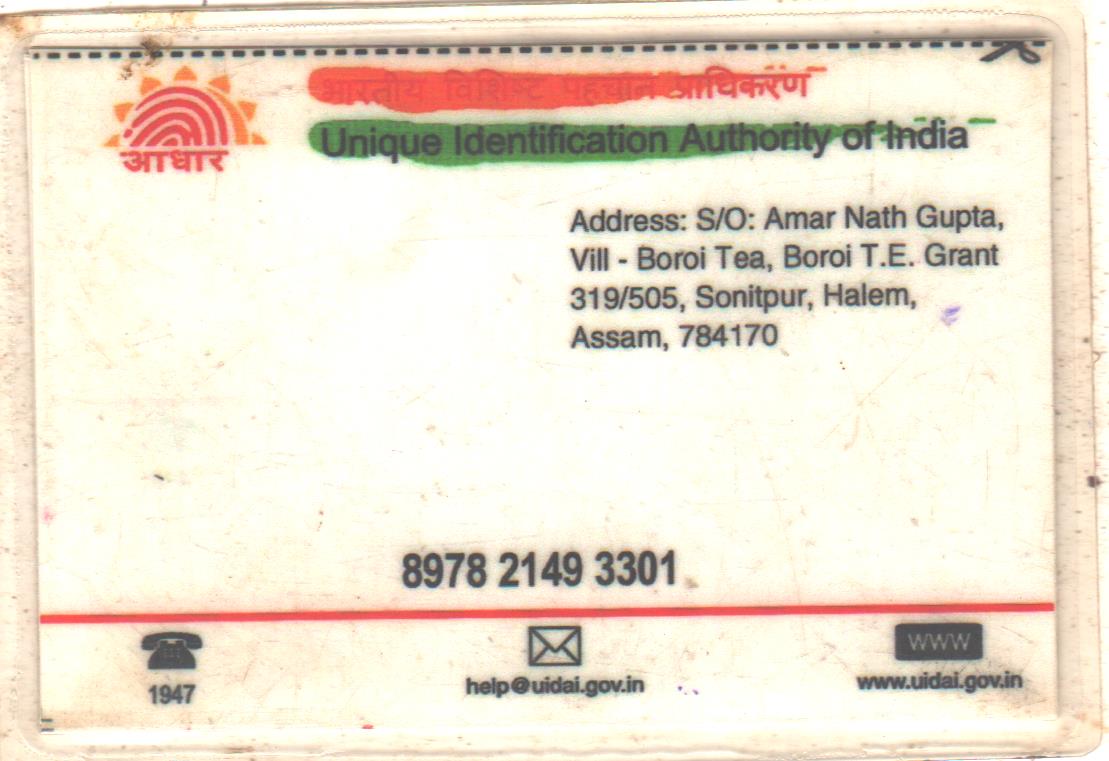 भारतीय विशिष्ट पहचान प्राधिकरण
आधार
Unique Identification Authority of India
Address: S/O: Amar Nath Gupta,
Vill - Boroi Tea, Boroi T.E. Grant
319/505, Sonitpur, Halem,
Assam, 784170
8978 2149 3301
WWW
1947
help@uidai.gov.in
www.uidai.gov.in